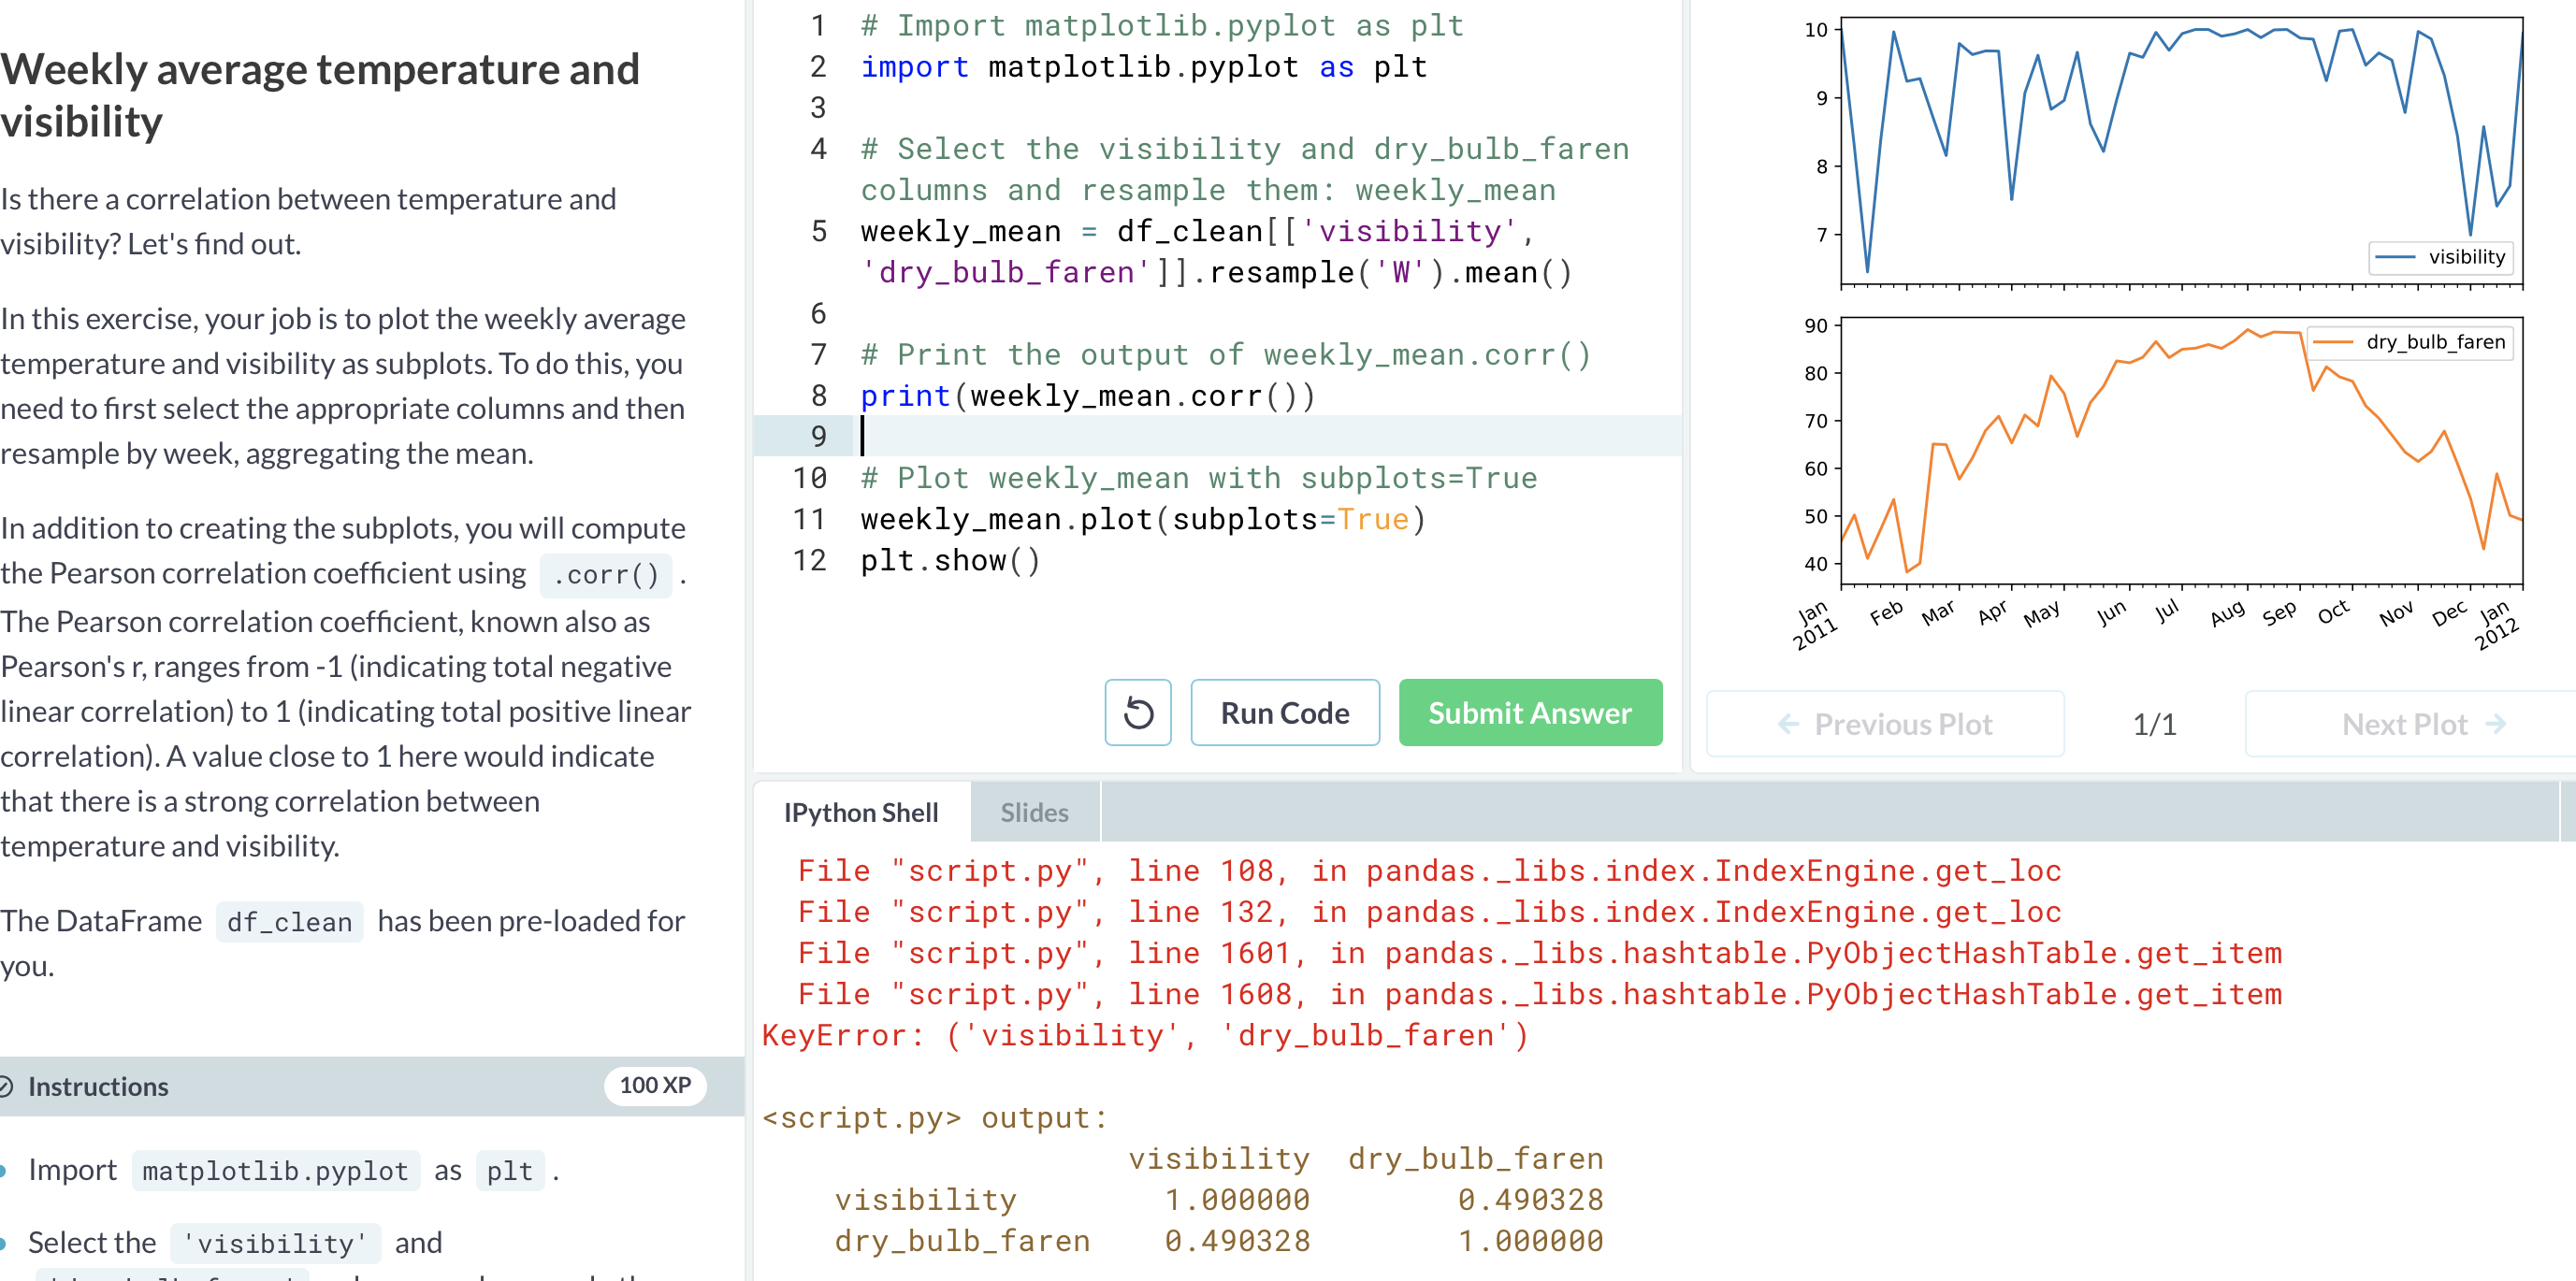 Weekly average temperature and
visibility
Is there a correlation between temperature and
visibility? Let's find out.
In this exercise, your job is to plot the weekly average
temperature and visibility as subplots. To do this, you
need to first select the appropriate columns and then
resample by week, aggregating the mean.
In addition to creating the subplots, you will compute
the Pearson correlation coefficient using .corr() .
The Pearson correlation coefficient, known also as
Pearson's r, ranges from -1 (indicating total negative
linear correlation) to 1 (indicating total positive linear
correlation). A value close to 1 here would indicate
that there is a strong correlation between
temperature and visibility.
The DataFrame df_clean has been pre-loaded for
you.
Instructions
100 XP
Import matplotlib.pyplot as plt .
Select the 'visibility' and
1 # Import matplotlib.pyplot as plt
2 import matplotlib.pyplot as plt
3
4 # Select the visibility and dry_bulb_faren
columns and resample them: weekly_mean
5 weekly_mean = df_clean[['visibility',
'dry_bulb_faren']].resample('W').mean()
6
7 # Print the output of weekly_mean.corr()
8 print(weekly_mean.corr())
9
10 # Plot weekly_mean with subplots=True
11 weekly_mean.plot(subplots=True)
12 plt.show()
Run Code
Submit Answer
10
9
8
7
visibility
90
80
70
60
50
40
dry_bulb_faren
Jan
2011
Feb
Mar
Apr
May
Jun
Jul
Aug
Sep
Oct
Nov
Dec
Jan
2012
Previous Plot
1/1
Next Plot
IPython Shell
Slides
File "script.py", line 108, in pandas._libs.index.IndexEngine.get_loc
File "script.py", line 132, in pandas._libs.index.IndexEngine.get_loc
File "script.py", line 1601, in pandas._libs.hashtable.PyObjectHashTable.get_item
File "script.py", line 1608, in pandas._libs.hashtable.PyObjectHashTable.get_item
KeyError: ('visibility', 'dry_bulb_faren')
<script.py> output:
visibility dry_bulb_faren
visibility 1.000000 0.490328
dry_bulb_faren 0.490328 1.000000